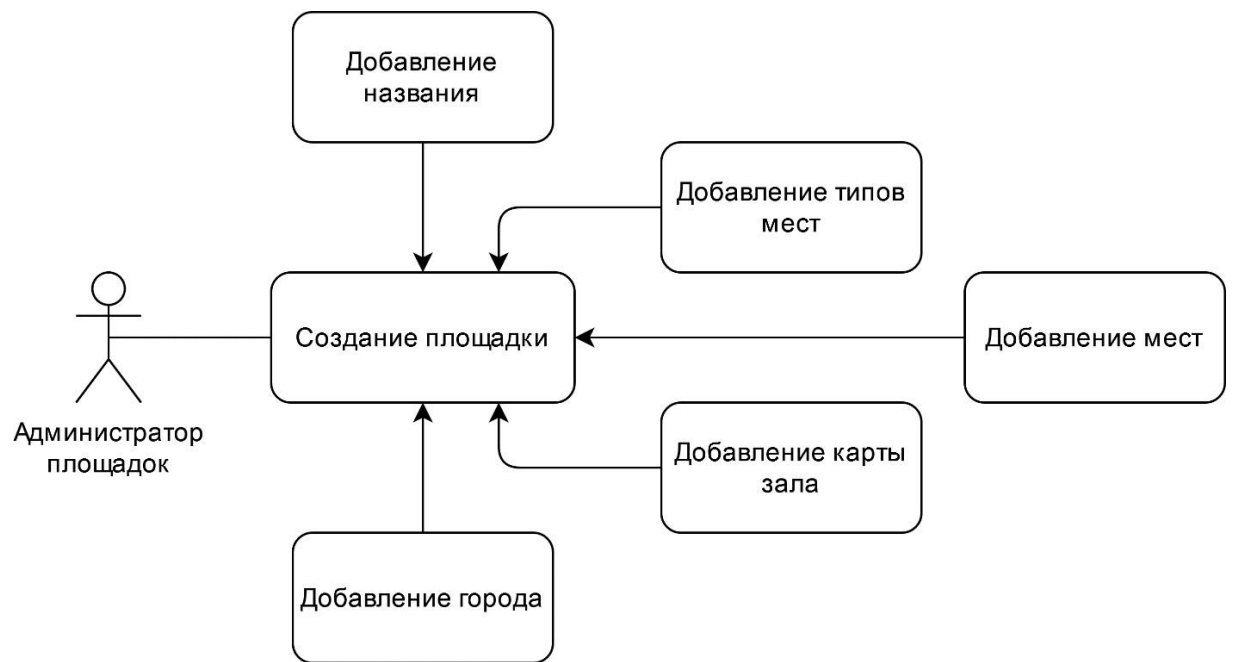 Добавление
названия
Добавление типов
мест
Создание площадки
Добавление мест
Администратор
площадок
Добавление карты
зала
Добавление города